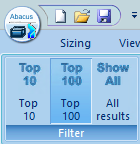 Abacus
Sizing View
Top 10 Top 100 Show All
Top 10 Top 100 All results
Filter